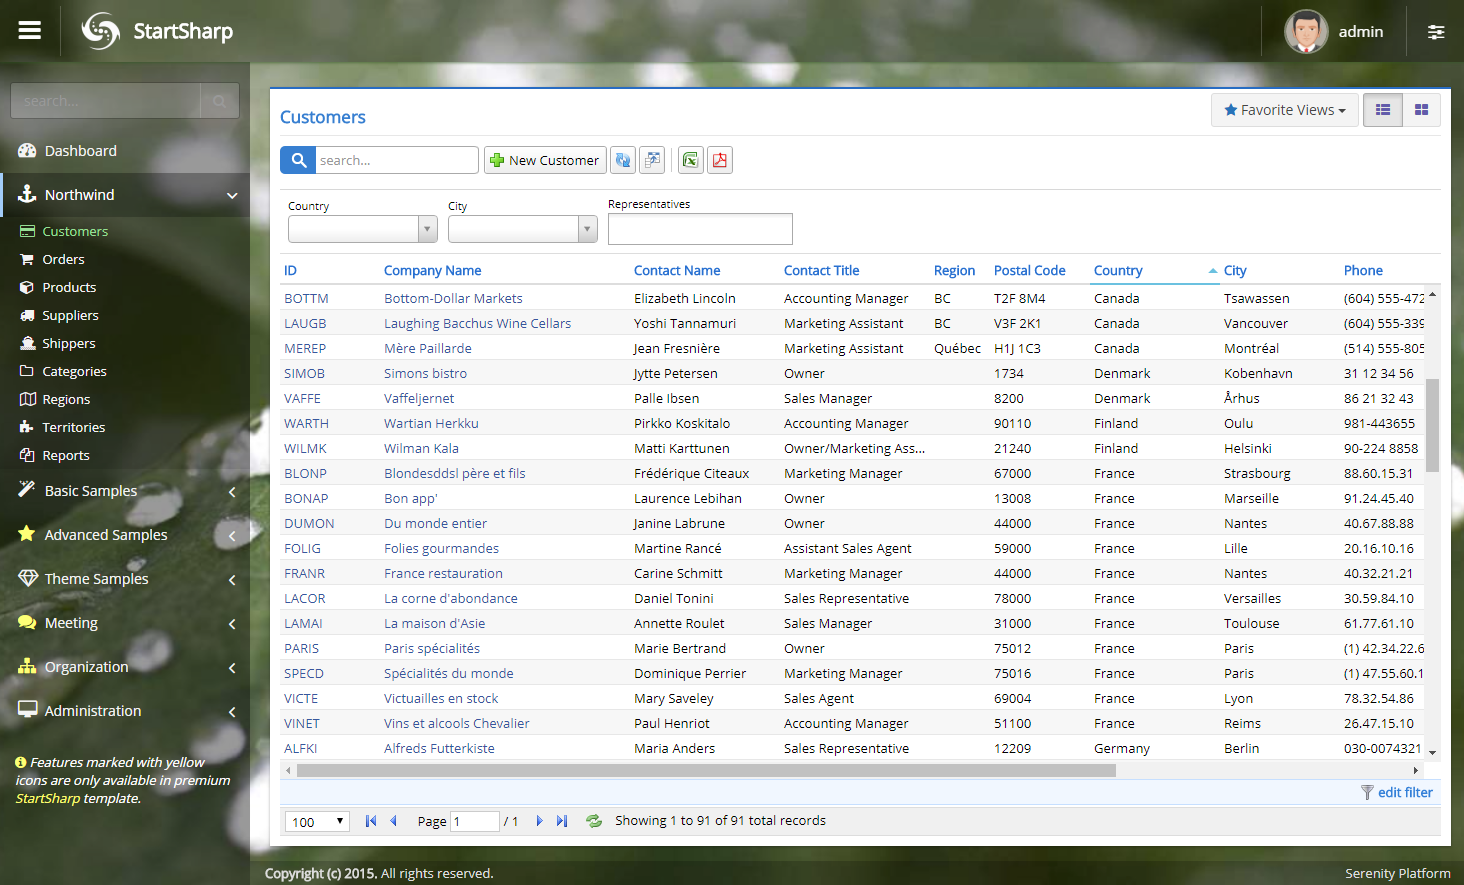 StartSharp
admin
search...
Dashboard
Northwind
Customers
Orders
Products
Suppliers
Shippers
Categories
Regions
Territories
Reports
Basic Samples
Advanced Samples
Theme Samples
Meeting
Organization
Administration
Features marked with yellow
icons are only available in premium
StartSharp template.
Customers
Favorite Views
search...
New Customer
Country City Representatives
ID Company Name Contact Name Contact Title Region Postal Code Country City Phone
BOTTM Bottom-Dollar Markets Elizabeth Lincoln Accounting Manager BC T2F 8M4 Canada Tsawassen (604) 555-472
LAUGB Laughing Bacchus Wine Cellars Yoshi Tannamuri Marketing Assistant BC V3F 2K1 Canada Vancouver (604) 555-339
MEREP Mère Paillarde Jean Fresnière Marketing Assistant Québec H1J 1C3 Canada Montréal (514) 555-805
SIMOB Simons bistro Jytte Petersen Owner 1734 Denmark Kobenhavn 31 12 34 56
VAFFE Vaffeljernet Palle Ibsen Sales Manager 8200 Denmark Århus 86 21 32 43
WARTH Wartian Herkku Pirkko Koskitalo Accounting Manager 90110 Finland Oulu 981-443655
WILMK Wilman Kala Matti Karttunen Owner/Marketing Ass... 21240 Finland Helsinki 90-224 8858
BLONP Blondesddsl père et fils Frédérique Citeaux Marketing Manager 67000 France Strasbourg 88.60.15.31
BONAP Bon app' Laurence Lebihan Owner 13008 France Marseille 91.24.45.40
DUMON Du monde entier Janine Labrune Owner 44000 France Nantes 40.67.88.88
FOLIG Folies gourmandes Martine Rancé Assistant Sales Agent 59000 France Lille 20.16.10.16
FRANR France restauration Carine Schmitt Marketing Manager 44000 France Nantes 40.32.21.21
LACOR La corne d'abondance Daniel Tonini Sales Representative 78000 France Versailles 30.59.84.10
LAMAI La maison d'Asie Annette Roulet Sales Manager 31000 France Toulouse 61.77.61.10
PARIS Paris spécialités Marie Bertrand Owner 75012 France Paris (1) 42.34.22.6
SPECD Spécialités du monde Dominique Perrier Marketing Manager 75016 France Paris (1) 47.55.60.1
VICTE Victuailles en stock Mary Saveley Sales Agent 69004 France Lyon 78.32.54.86
VINET Vins et alcools Chevalier Paul Henriot Accounting Manager 51100 France Reims 26.47.15.10
ALFKI Alfreds Futterkiste Maria Anders Sales Representative 12209 Germany Berlin 030-0074321
edit filter
100 Page 1 / 1 Showing 1 to 91 of 91 total records
Copyright (c) 2015. All rights reserved. Serenity Platform